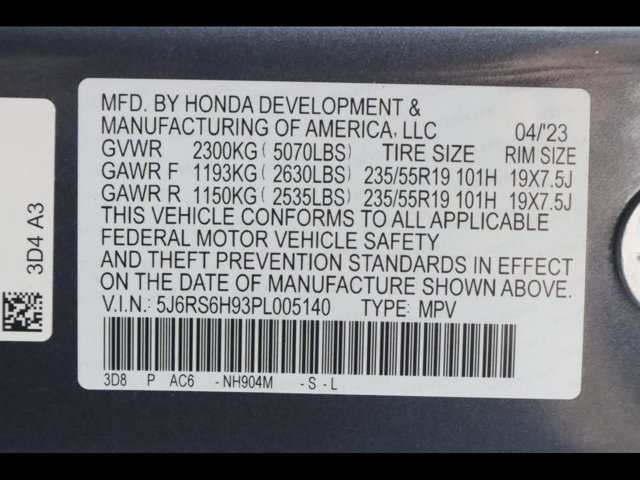 MFD. BY HONDA DEVELOPMENT &
MANUFACTURING OF AMERICA, LLC 04/'23
GVWR 2300KG ( 5070LBS) TIRE SIZE RIM SIZE
GAWR F 1193KG ( 2630LBS) 235/55R19 101H 19X7.5J
GAWR R 1150KG ( 2535LBS) 235/55R19 101H 19X7.5J
THIS VEHICLE CONFORMS TO ALL APPLICABLE
FEDERAL MOTOR VEHICLE SAFETY
AND THEFT PREVENTION STANDARDS IN EFFECT
ON THE DATE OF MANUFACTURE SHOWN ABOVE.
V.I.N.: 5J6RS6H93PL005140 TYPE: MPV
3D8 P AC6 - NH904M - S - L
3D4 A3